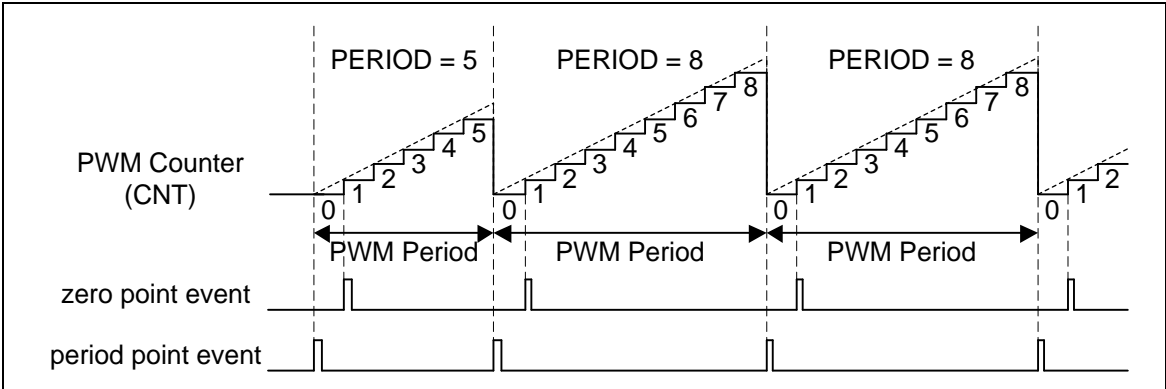 PERIOD = 5
PERIOD = 8
PERIOD = 8
PWM Counter
(CNT)
0
1
2
3
4
5
0
1
2
3
4
5
6
7
8
0
1
2
3
4
5
6
7
8
0
1
2
PWM Period
PWM Period
PWM Period
zero point event
period point event